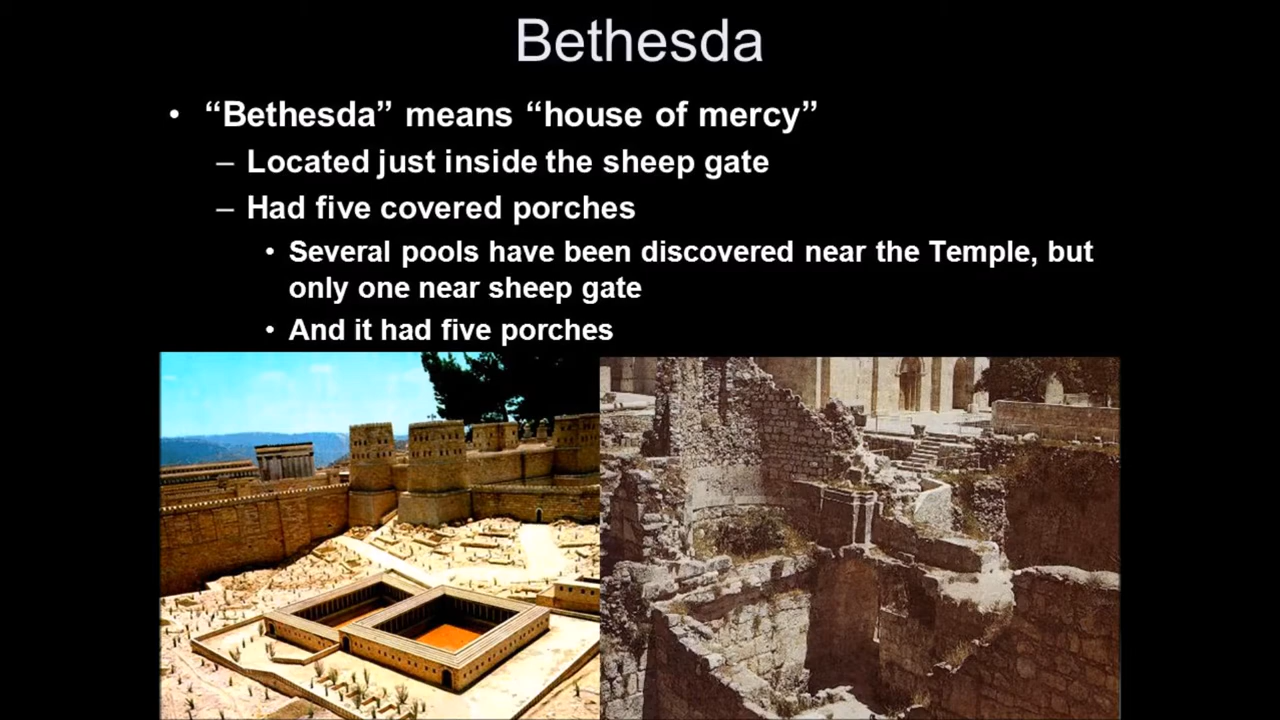 Bethesda
• “Bethesda” means “house of mercy”
– Located just inside the sheep gate
– Had five covered porches
• Several pools have been discovered near the Temple, but
only one near sheep gate
• And it had five porches